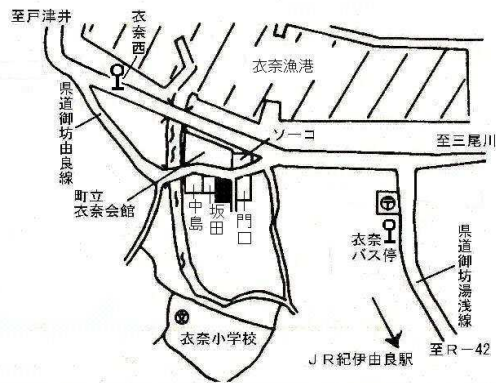 至戸津井
衣奈西
衣奈漁港
県道御坊由良線
ソーコ
至三尾川
町立
衣奈会館
中島
坂田
門口
衣奈
バス停
県道御坊湯浅線
衣奈小学校
JR紀伊由良駅
至R-42